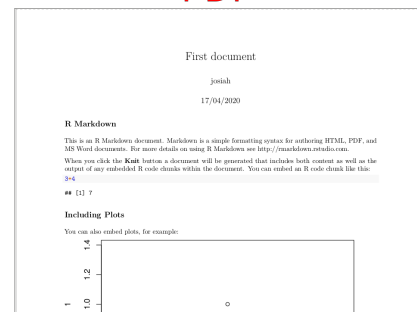 First document
josiah
17/04/2020
R Markdown
This is an R Markdown document. Markdown is a simple formatting syntax for authoring HTML, PDF, and
MS Word documents. For more details on using R Markdown see http://rmarkdown.rstudio.com.
When you click the Knit button a document will be generated that includes both content as well as the
output of any embedded R code chunks within the document. You can embed an R code chunk like this:
3+4
## [1] 7
Including Plots
You can also embed plots, for example:
1.4
1.2
1.0
1